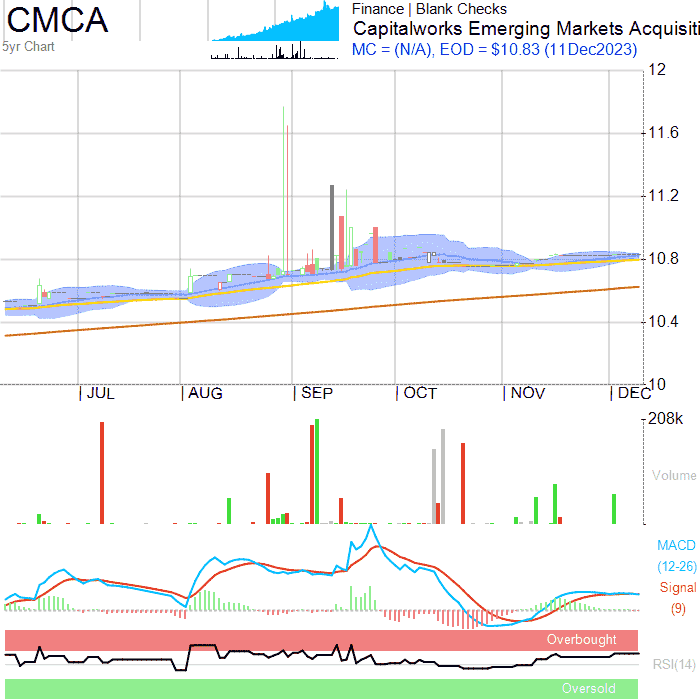 CMCA
Finance | Blank Checks
Capitalworks Emerging Markets Acquisiti
5yr Chart
MC = (N/A), EOD = $10.83 (11Dec2023)
12
11.6
11.2
10.8
10.4
10
| JUL | AUG | SEP | OCT | NOV | DEC
208k
Volume
MACD
(12-26)
Signal
(9)
Overbought
RSI(14)
Oversold